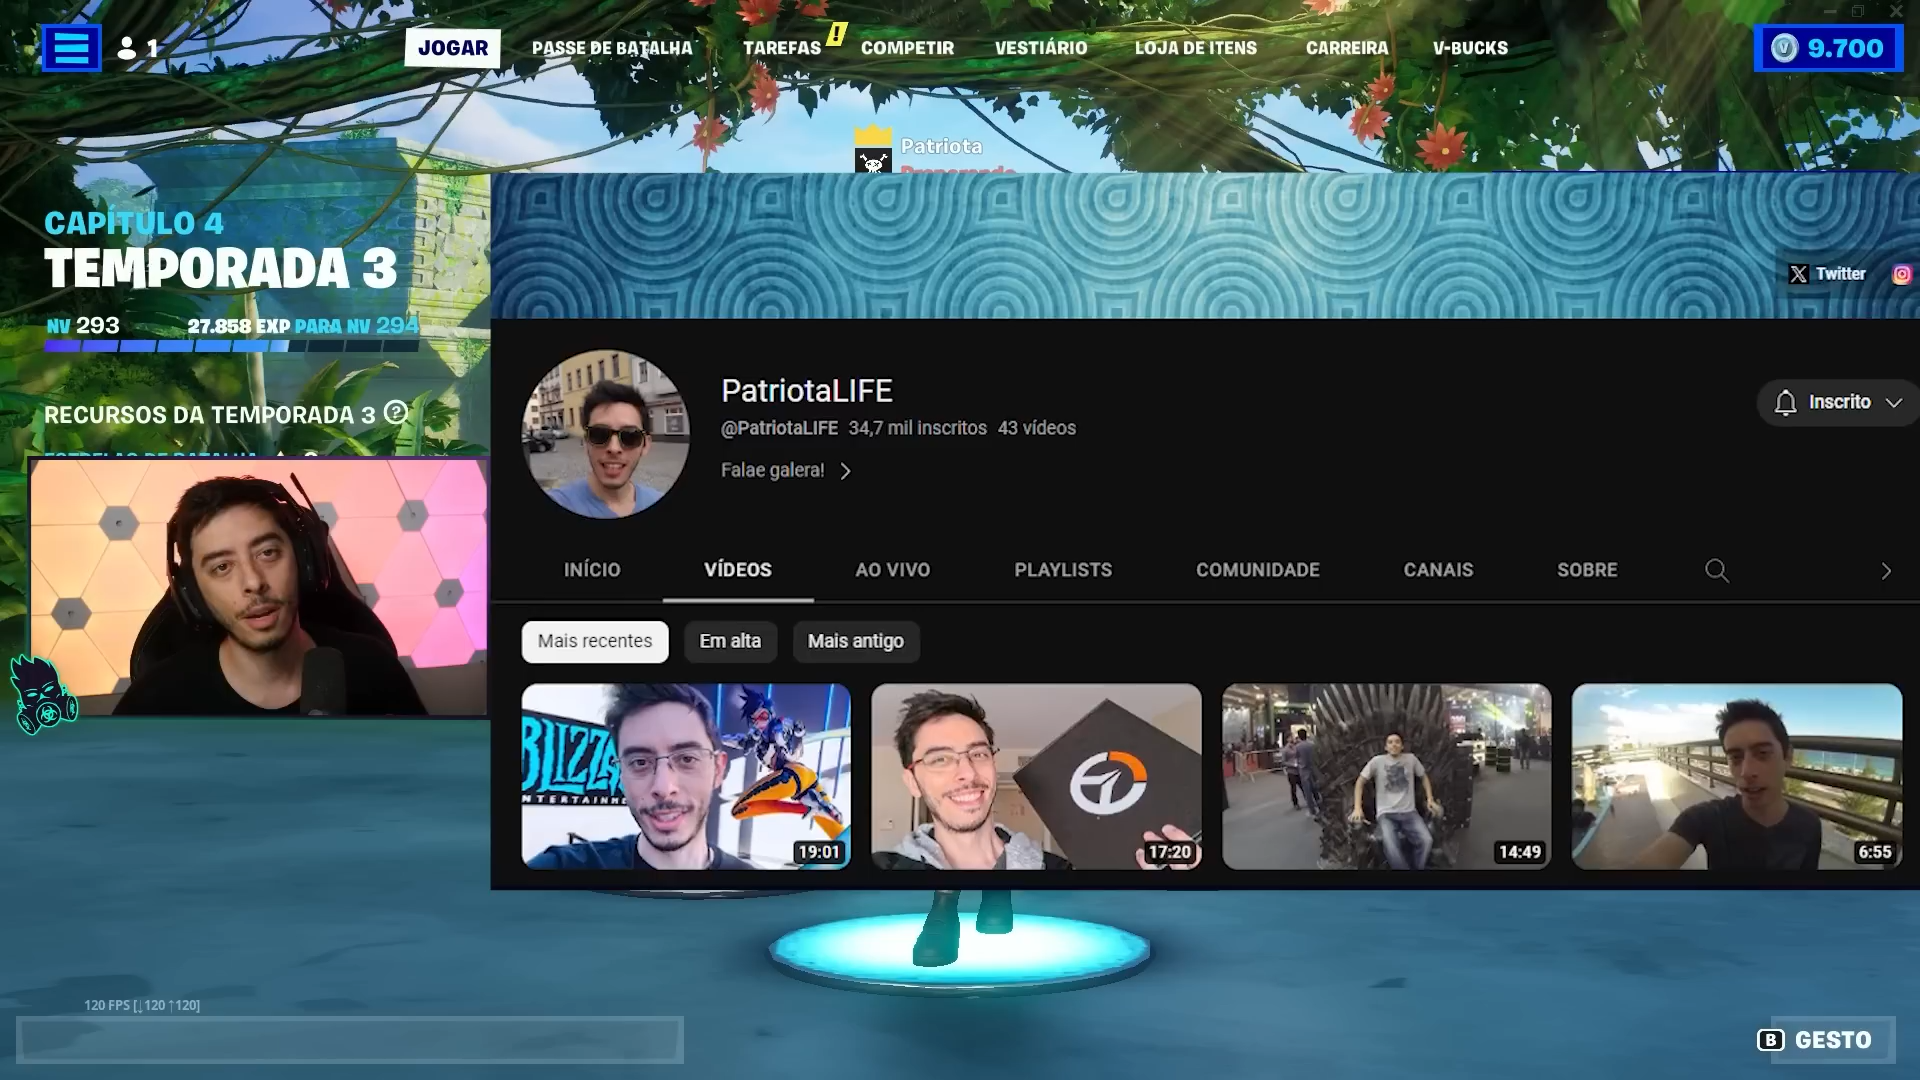 1
JOGAR
PASSE DE BATALHA
TAREFAS
!
COMPETIR
VESTIÁRIO
LOJA DE ITENS
CARREIRA
V-BUCKS
9.700
Patriota
CAPÍTULO 4
TEMPORADA 3
NV 293
27.858 EXP PARA NV 294
RECURSOS DA TEMPORADA 3 ?
Twitter
PatriotaLIFE
@PatriotaLIFE 34,7 mil inscritos 43 vídeos
Falae galera!
Inscrito
INÍCIO
VÍDEOS
AO VIVO
PLAYLISTS
COMUNIDADE
CANAIS
SOBRE
Mais recentes
Em alta
Mais antigo
19:01
17:20
14:49
6:55
120 FPS [↓120 ↑120]
B GESTO